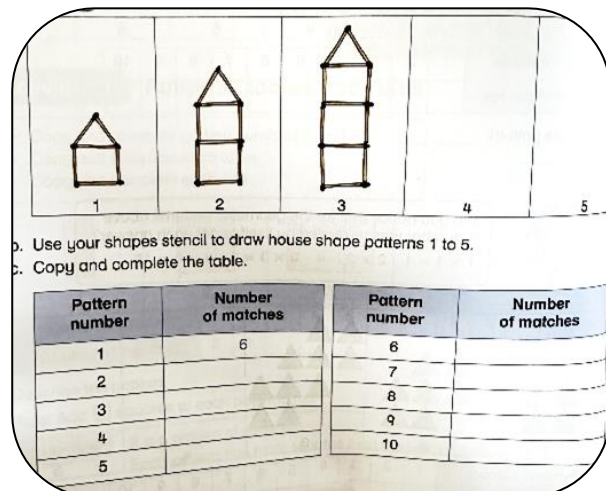 1 2 3 4 5
b. Use your shapes stencil to draw house shape patterns 1 to 5.
c. Copy and complete the table.
Pattern number Number of matches
1 6
2
3
4
5
Pattern number Number of matches
6
7
8
9
10